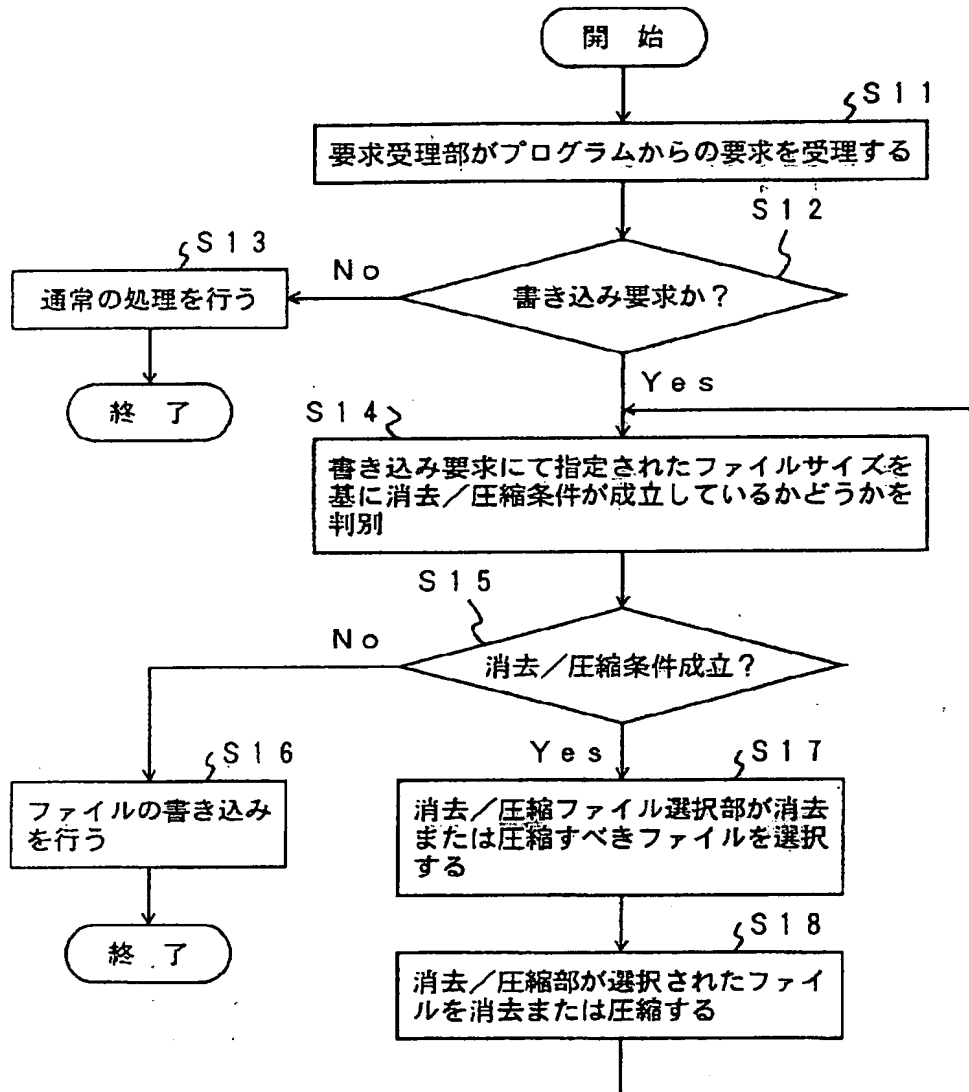 開　始
S11
要求受理部がプログラムからの要求を受理する
S12
書き込み要求か？
No
S13
通常の処理を行う
終　了
Yes
S14
書き込み要求にて指定されたファイルサイズを
基に消去／圧縮条件が成立しているかどうかを
判別
S15
消去／圧縮条件成立？
No
S16
ファイルの書き込み
を行う
終　了
Yes
S17
消去／圧縮ファイル選択部が消去
または圧縮すべきファイルを選択
する
S18
消去／圧縮部が選択されたファイ
ルを消去または圧縮する